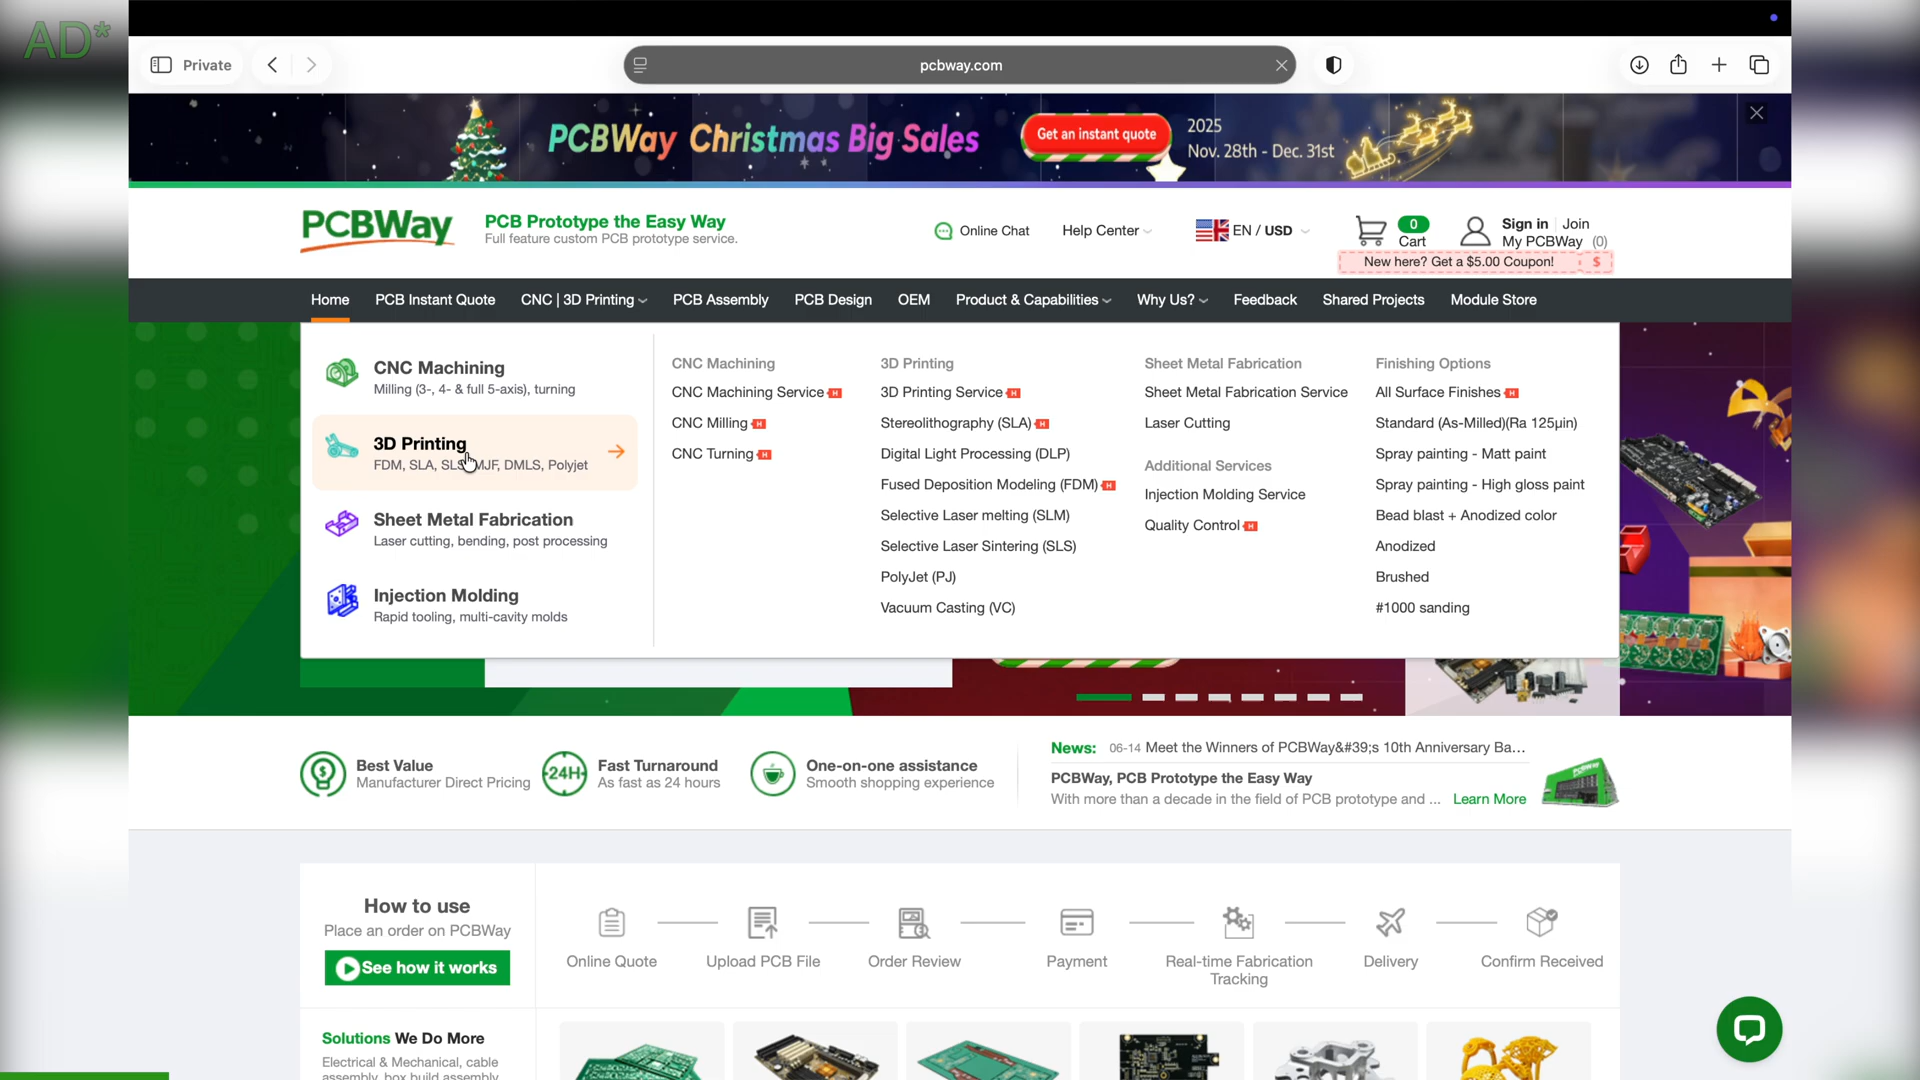 AD*
Private
pcbway.com
PCBWay Christmas Big Sales
Get an instant quote
2025
Nov. 28th - Dec. 31st
PCBWay
PCB Prototype the Easy Way
Full feature custom PCB prototype service.
Online Chat
Help Center
EN / USD
0
Cart
Sign in
Join
My PCBWay (0)
New here? Get a $5.00 Coupon!
$
Home
PCB Instant Quote
CNC | 3D Printing
PCB Assembly
PCB Design
OEM
Product & Capabilities
Why Us?
Feedback
Shared Projects
Module Store
CNC Machining
Milling (3-, 4- & full 5-axis), turning
3D Printing
FDM, SLA, SLS, MJF, DMLS, Polyjet
Sheet Metal Fabrication
Laser cutting, bending, post processing
Injection Molding
Rapid tooling, multi-cavity molds
CNC Machining
CNC Machining Service H
CNC Milling H
CNC Turning H
3D Printing
3D Printing Service H
Stereolithography (SLA) H
Digital Light Processing (DLP)
Fused Deposition Modeling (FDM) H
Selective Laser melting (SLM)
Selective Laser Sintering (SLS)
PolyJet (PJ)
Vacuum Casting (VC)
Sheet Metal Fabrication
Sheet Metal Fabrication Service
Laser Cutting
Additional Services
Injection Molding Service
Quality Control H
Finishing Options
All Surface Finishes H
Standard (As-Milled)(Ra 125μin)
Spray painting - Matt paint
Spray painting - High gloss paint
Bead blast + Anodized color
Anodized
Brushed
#1000 sanding
Best Value
Manufacturer Direct Pricing
24H
Fast Turnaround
As fast as 24 hours
One-on-one assistance
Smooth shopping experience
News: 06-14 Meet the Winners of PCBWay&#39;s 10th Anniversary Ba...
PCBWay, PCB Prototype the Easy Way
With more than a decade in the field of PCB prototype and ... Learn More
How to use
Place an order on PCBWay
See how it works
Online Quote
Upload PCB File
Order Review
Payment
Real-time Fabrication
Tracking
Delivery
Confirm Received
Solutions We Do More
Electrical & Mechanical, cable
assembly, box build assembly